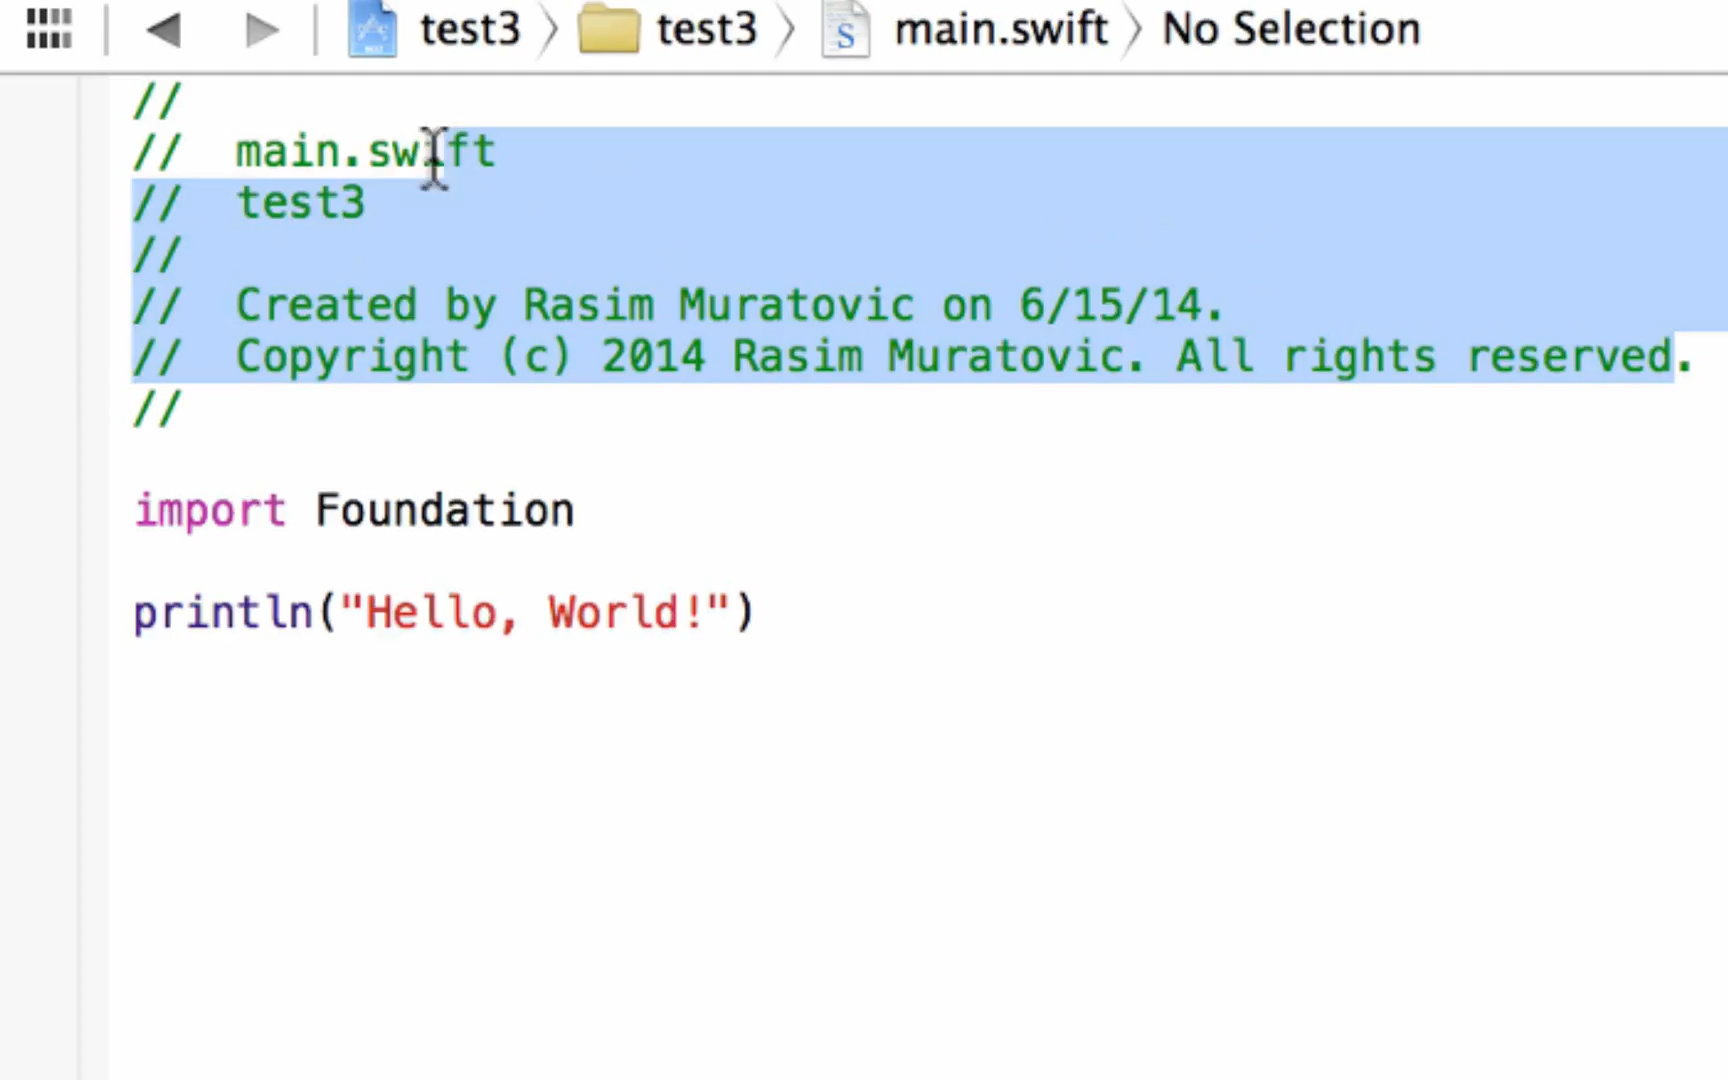 test3 test3 main.swift No Selection
//
// main.swift
// test3
//
// Created by Rasim Muratovic on 6/15/14.
// Copyright (c) 2014 Rasim Muratovic. All rights reserved.
//
import Foundation
println("Hello, World!")